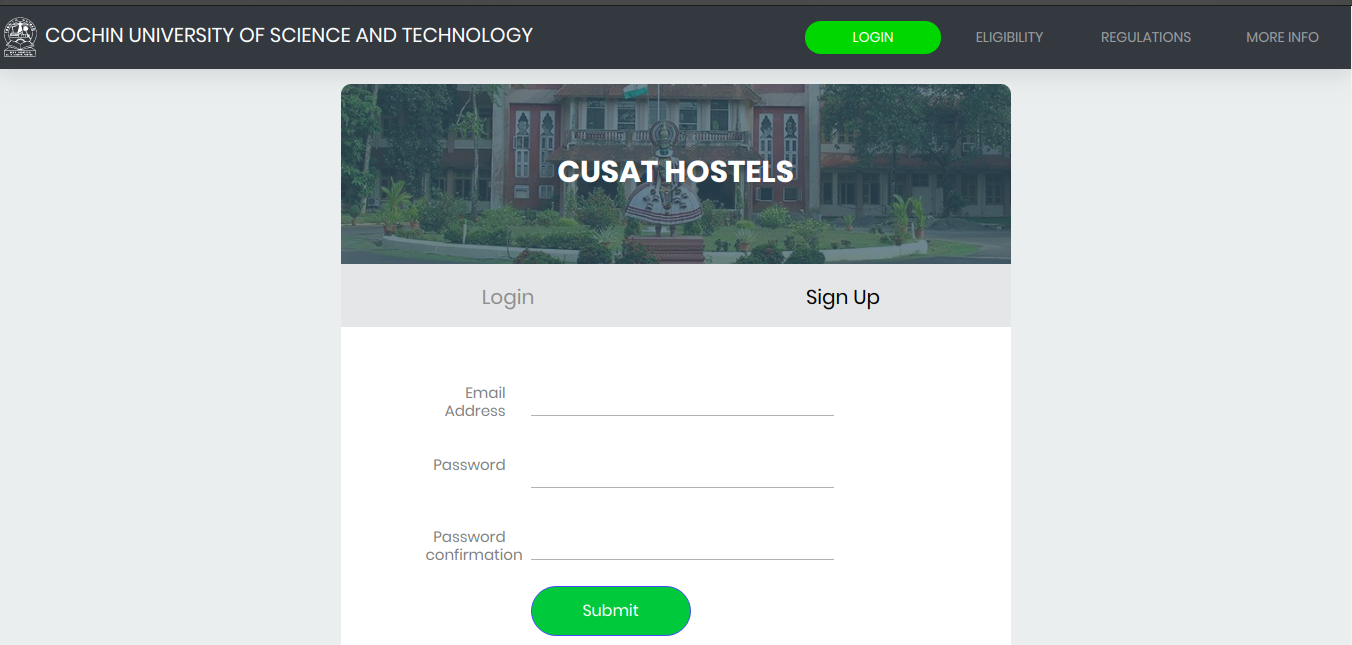 COCHIN UNIVERSITY OF SCIENCE AND TECHNOLOGY
LOGIN
ELIGIBILITY
REGULATIONS
MORE INFO
CUSAT HOSTELS
Login
Sign Up
Email
Address
Password
Password
confirmation
Submit